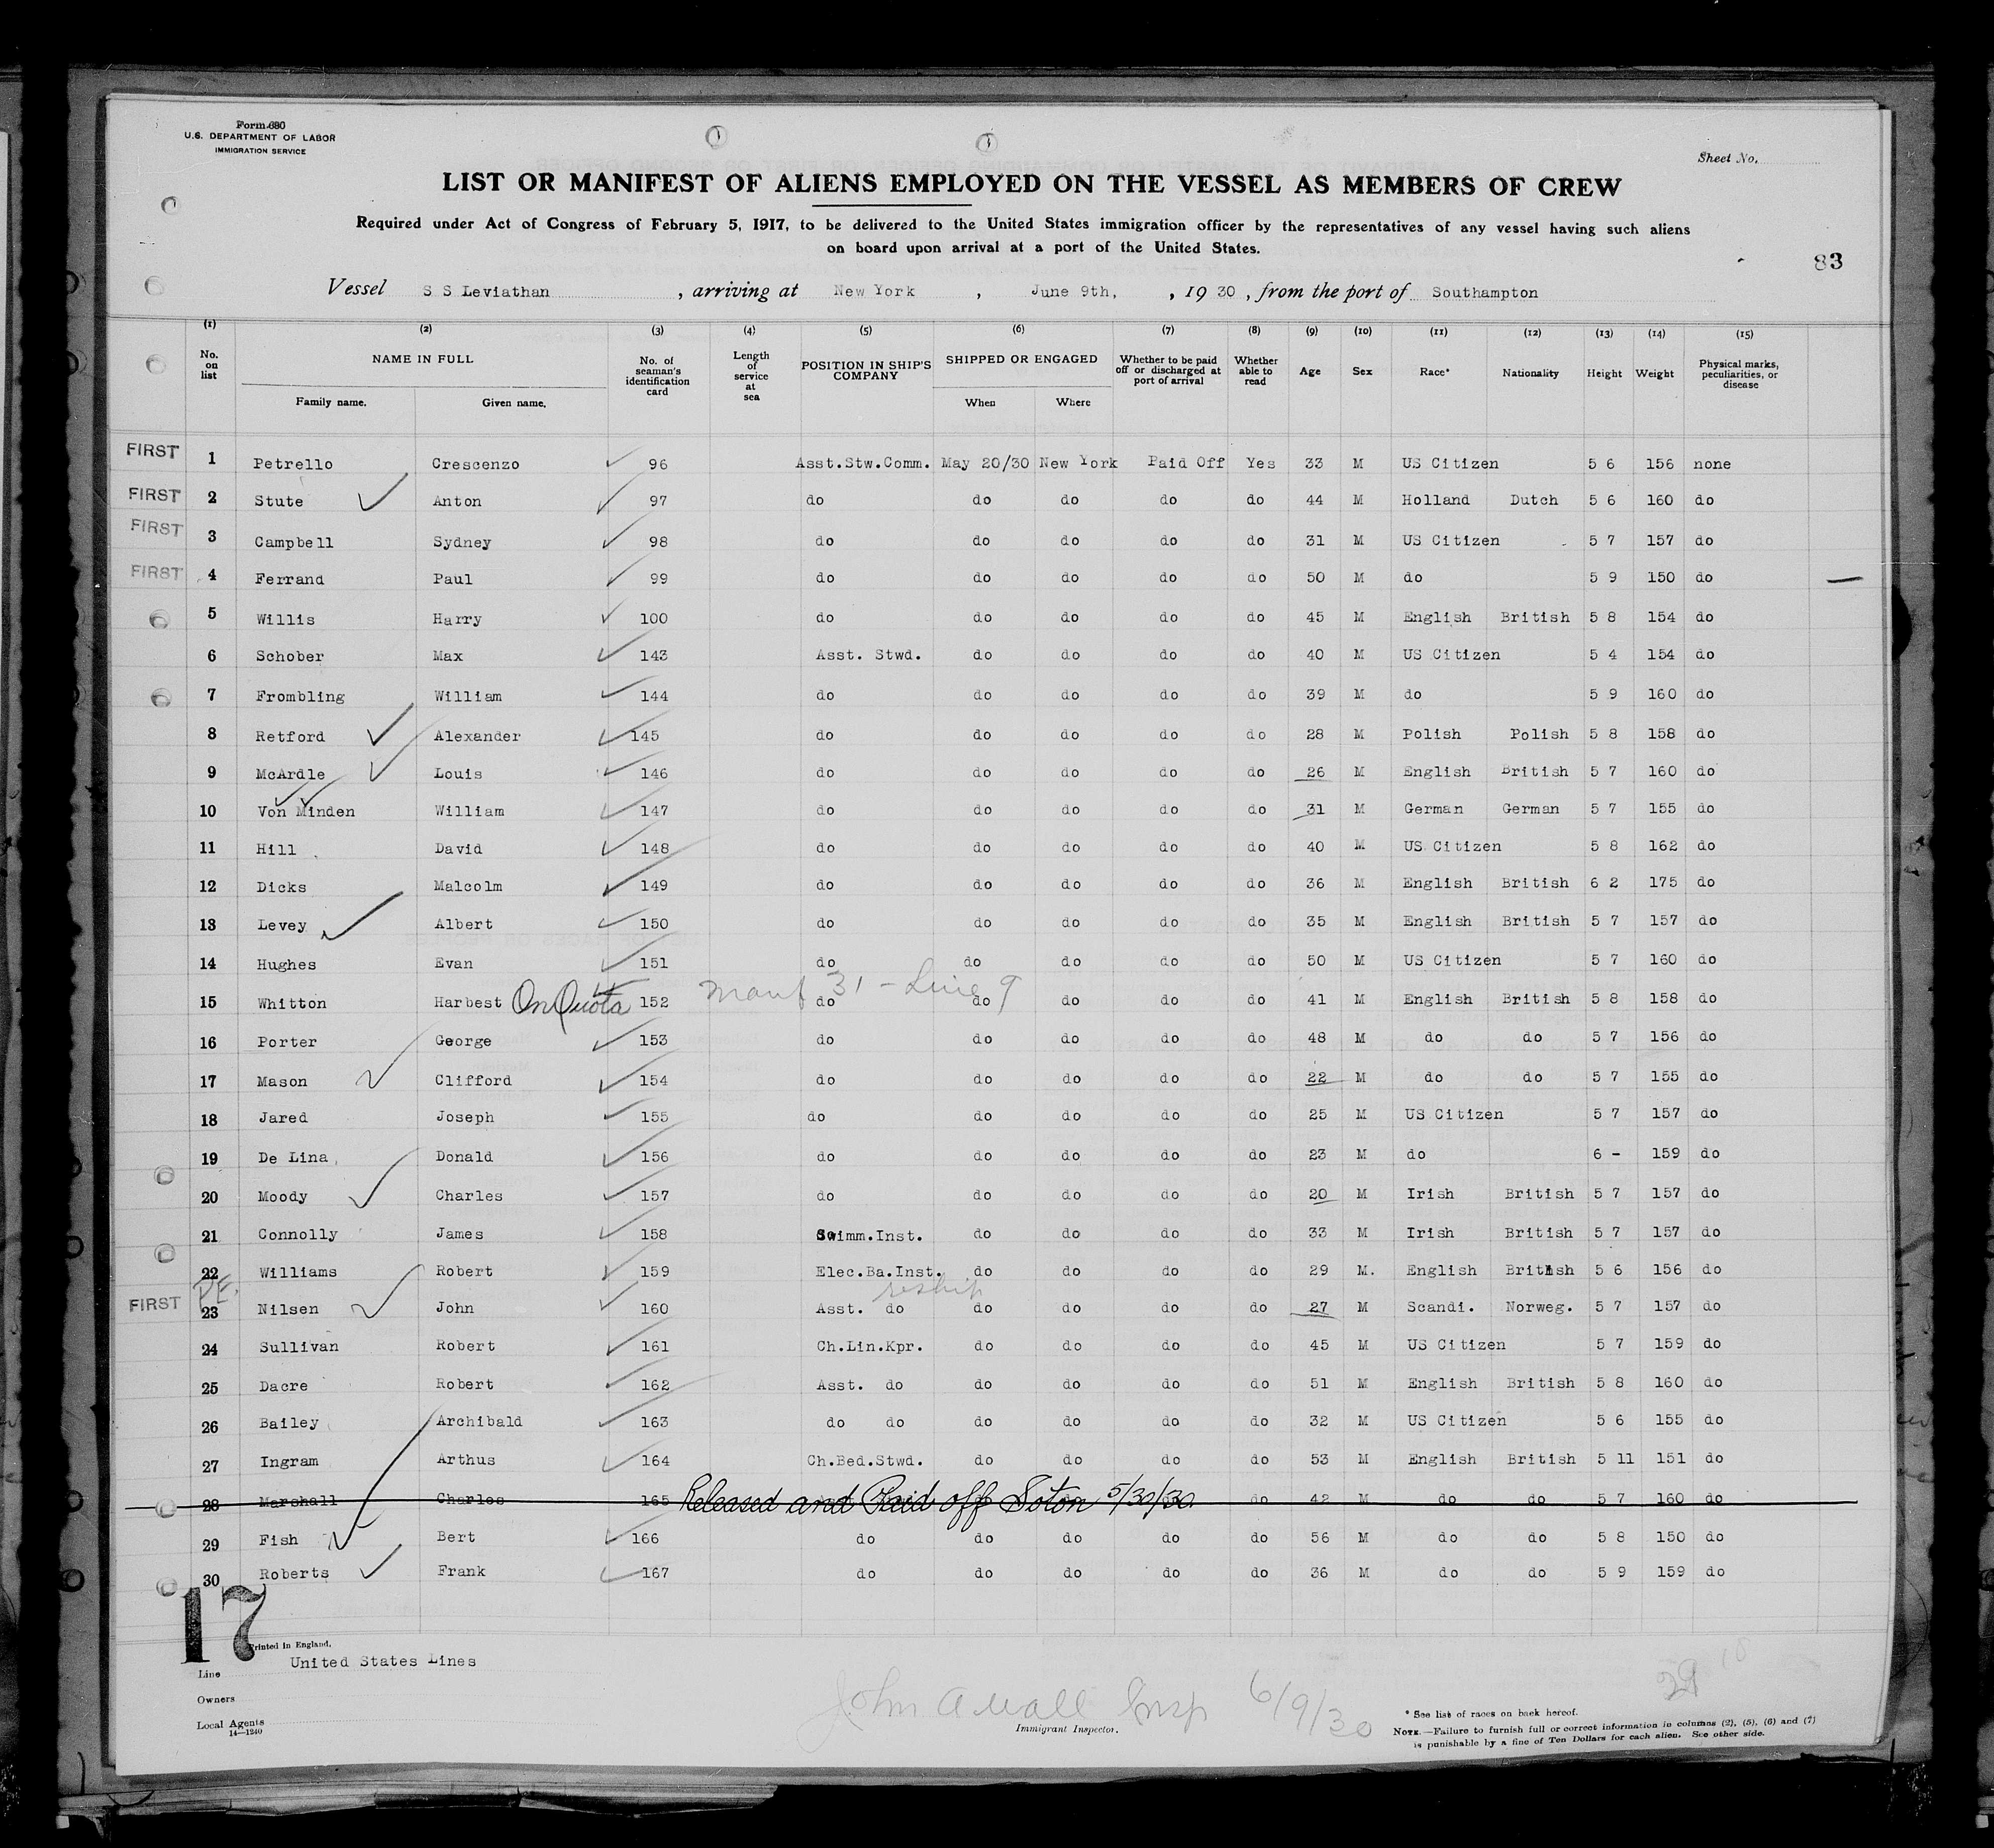 Form 680
U.S. DEPARTMENT OF LABOR
IMMIGRATION SERVICE
Sheet No.
LIST OR MANIFEST OF ALIENS EMPLOYED ON THE VESSEL AS MEMBERS OF CREW
Required under Act of Congress of February 5, 1917, to be delivered to the United States immigration officer by the representatives of any vessel having such aliens
on board upon arrival at a port of the United States.
83
Vessel S S Leviathan , arriving at New York , June 9th, , 19 30 , from the port of Southampton
(1) (2) (3) (4) (5) (6) (7) (8) (9) (10) (11) (12) (13) (14) (15)
No. on list NAME IN FULL Family name. Given name. No. of seaman's identification card Length of service at sea POSITION IN SHIP'S COMPANY SHIPPED OR ENGAGED When Where Whether to be paid off or discharged at port of arrival Whether able to read Age Sex Race* Nationality Height Weight Physical marks, peculiarities, or disease
FIRST 1 Petrello Crescenzo 96 Asst.Stw.Comm. May 20/30 New York Paid Off Yes 33 M US Citizen 5 6 156 none
FIRST 2 Stute Anton 97 do do do do do 44 M Holland Dutch 5 6 160 do
FIRST 3 Campbell Sydney 98 do do do do do 31 M US Citizen 5 7 157 do
FIRST 4 Ferrand Paul 99 do do do do do 50 M do 5 9 150 do
5 Willis Harry 100 do do do do do 45 M English British 5 8 154 do
6 Schober Max 143 Asst. Stwd. do do do do 40 M US Citizen 5 4 154 do
7 Frombling William 144 do do do do do 39 M do 5 9 160 do
8 Retford Alexander 145 do do do do do 28 M Polish Polish 5 8 158 do
9 McArdle Louis 146 do do do do do 26 M English British 5 7 160 do
10 Von Minden William 147 do do do do do 31 M German German 5 7 155 do
11 Hill David 148 do do do do do 40 M US Citizen 5 8 162 do
12 Dicks Malcolm 149 do do do do do 36 M English British 6 2 175 do
13 Levey Albert 150 do do do do do 35 M English British 5 7 157 do
14 Hughes Evan 151 do do do do do 50 M US Citizen 5 7 160 do
15 Whitton Harbest On Quota 152 manf 31 - Line 9 do do do do do 41 M English British 5 8 158 do
16 Porter George 153 do do do do do 48 M do do 5 7 156 do
17 Mason Clifford 154 do do do do do 22 M do do 5 7 155 do
18 Jared Joseph 155 do do do do do 25 M US Citizen 5 7 157 do
19 De Lina Donald 156 do do do do do 23 M do 6 - 159 do
20 Moody Charles 157 do do do do do 20 M Irish British 5 7 157 do
21 Connolly James 158 Swimm.Inst. do do do do 33 M Irish British 5 7 157 do
22 Williams Robert 159 Elec.Ba.Inst. do do do do 29 M. English British 5 6 156 do
reship
FIRST 23 Nilsen John 160 Asst. do do do do do 27 M Scandi. Norweg. 5 7 157 do
24 Sullivan Robert 161 Ch.Lin.Kpr. do do do do 45 M US Citizen 5 7 159 do
25 Dacre Robert 162 Asst. do do do do do 51 M English British 5 8 160 do
26 Bailey Archibald 163 do do do do do do 32 M US Citizen 5 6 155 do
27 Ingram Arthus 164 Ch.Bed.Stwd. do do do do 53 M English British 5 11 151 do
28 Marshall Charles 165 Released and Paid off Soton 5/30/30 do 42 M do do 5 7 160 do
29 Fish Bert 166 do do do do do 56 M do do 5 8 150 do
30 Roberts Frank 167 do do do do do 36 M do do 5 9 159 do
17
Printed in England.
Line United States Lines
Owners
Local Agents
14—1240
John A Wall Insp 6/9/30
Immigrant Inspector.
29 18
* See list of races on back hereof.
NOTE.—Failure to furnish full or correct information in columns (2), (5), (6) and (7)
is punishable by a fine of Ten Dollars for each alien. See other side.